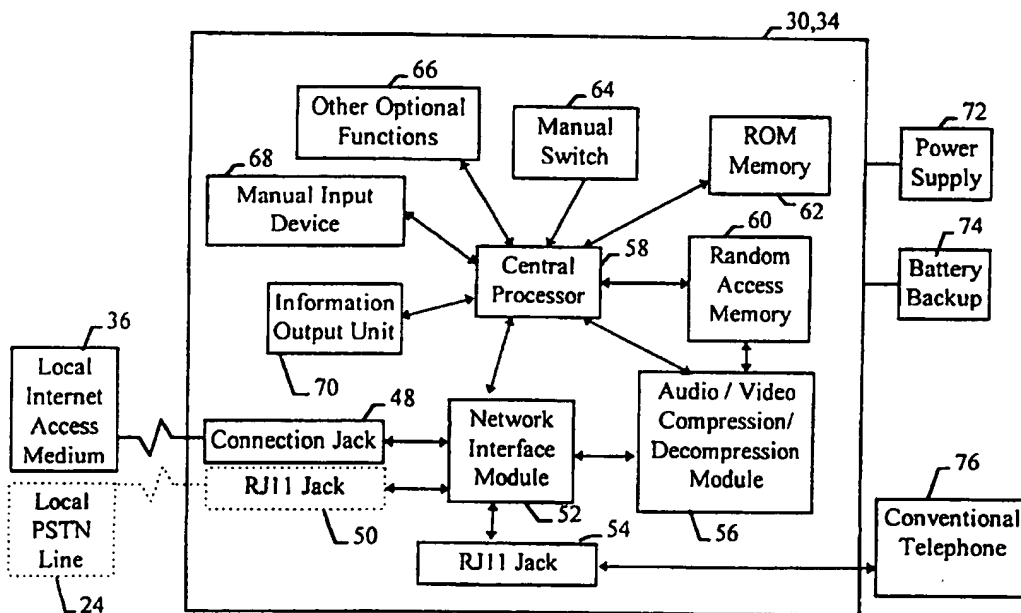 30,34
66
Other Optional
Functions
64
Manual
Switch
ROM
Memory
62
72
Power
Supply
68
Manual Input
Device
60
Random
Access
Memory
74
Battery
Backup
58
Central
Processor
Information
Output Unit
70
36
Local
Internet
Access
Medium
48
Connection Jack
RJ11 Jack
50
Network
Interface
Module
52
Audio / Video
Compression/
Decompression
Module
56
76
Conventional
Telephone
Local
PSTN
Line
24
54
RJ11 Jack